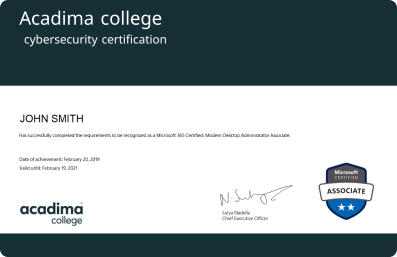 Acadima college
cybersecurity certification
JOHN SMITH
Has successfully completed the requirements to be recognized as a Microsoft 365 Certified: Modern Desktop Administrator Associate.
Date of achievement: February 20, 2019
Valid until: February 19, 2021
Satya Nadella
Chief Executive Officer
Microsoft
CERTIFIED
ASSOCIATE
acadima
college